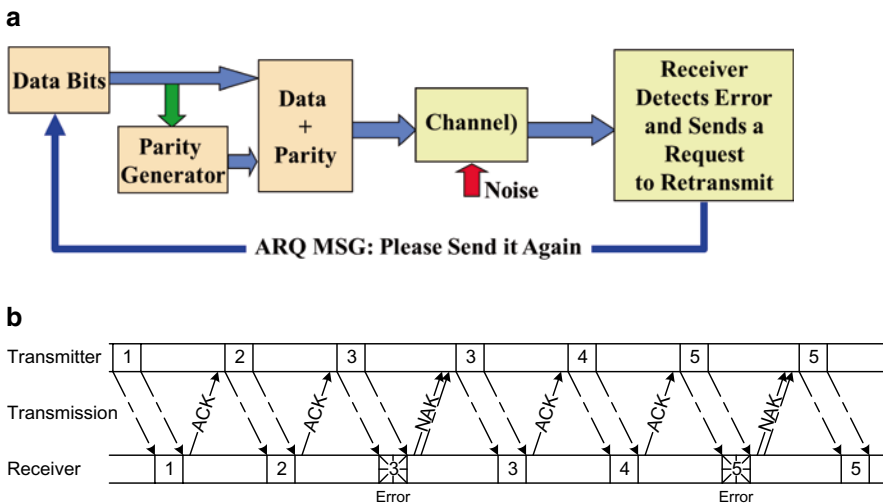 a
Data Bits
Parity
Generator
Data
+
Parity
Channel)
Noise
Receiver
Detects Error
and Sends a
Request
to Retransmit
ARQ MSG: Please Send it Again
b
Transmitter 1 2 3 3 4 5 5
Transmission ACK ACK NAK ACK ACK NAK
Receiver 1 2 3 3 4 5 5
Error Error